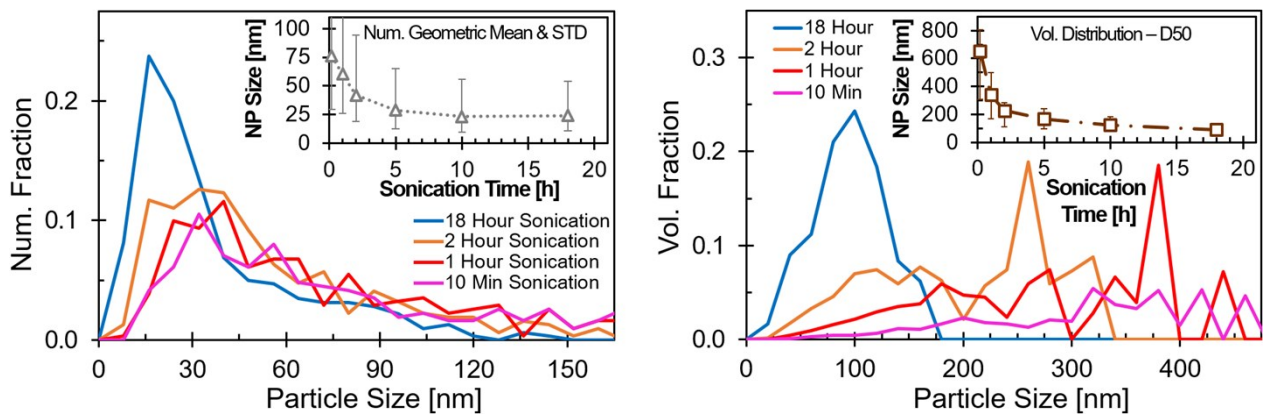 100
75
50
25
0
NP Size [nm]
Num. Geometric Mean & STD
0 5 10 15 20
Sonication Time [h]
18 Hour Sonication
2 Hour Sonication
1 Hour Sonication
10 Min Sonication
0.2
0.1
0.0
Num. Fraction
0 30 60 90 120 150
Particle Size [nm]
18 Hour
2 Hour
1 Hour
10 Min
800
600
400
200
0
NP Size [nm]
Vol. Distribution – D50
0 5 10 15 20
Sonication
Time [h]
0.3
0.2
0.1
0.0
Vol. Fraction
0 100 200 300 400
Particle Size [nm]